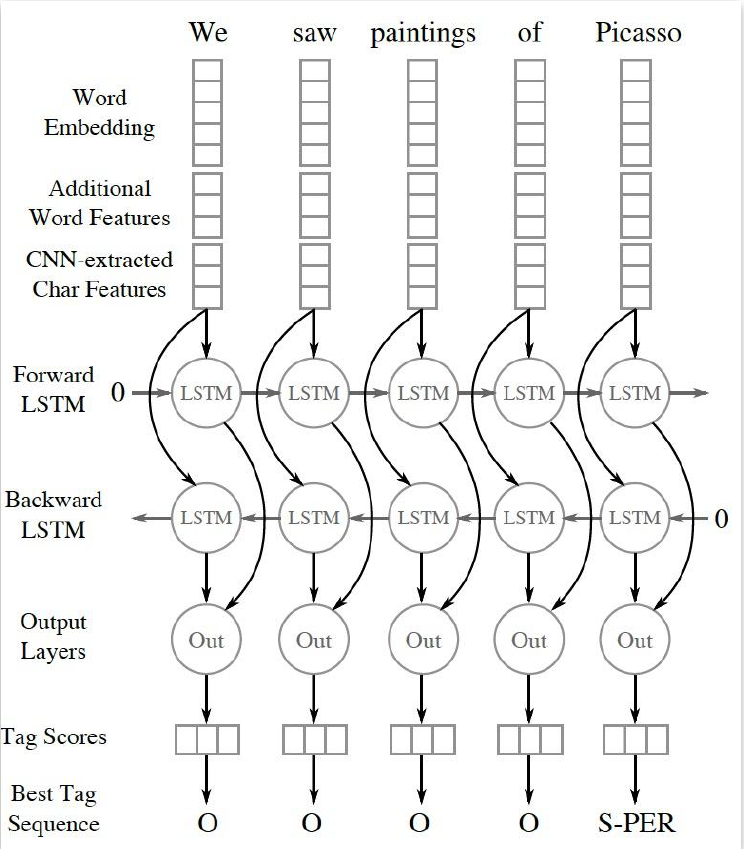 We saw paintings of Picasso
Word
Embedding
Additional
Word Features
CNN-extracted
Char Features
Forward
LSTM
0 LSTM LSTM LSTM LSTM LSTM
Backward
LSTM
LSTM LSTM LSTM LSTM LSTM 0
Output
Layers
Out Out Out Out Out
Tag Scores
Best Tag
Sequence
O O O O S-PER